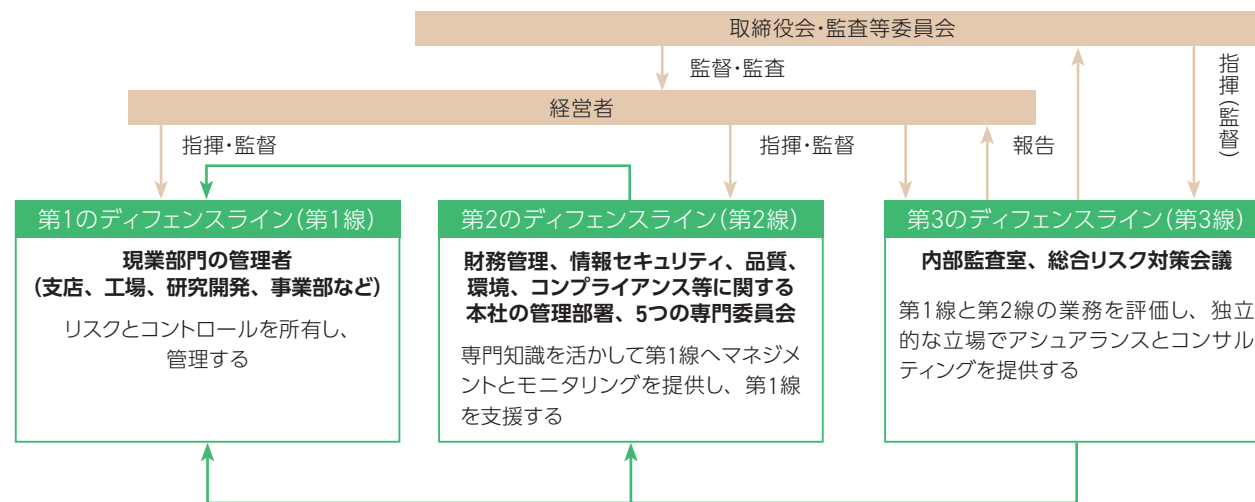 取締役会・監査等委員会
監督・監査
指揮(監督)
経営者
指揮・監督
指揮・監督
報告
第1のディフェンスライン(第1線)
現業部門の管理者
(支店、工場、研究開発、事業部など)
リスクとコントロールを所有し、
管理する
第2のディフェンスライン(第2線)
財務管理、情報セキュリティ、品質、
環境、コンプライアンス等に関する
本社の管理部署、5つの専門委員会
専門知識を活かして第1線へマネジメ
ントとモニタリングを提供し、第1線
を支援する
第3のディフェンスライン(第3線)
内部監査室、総合リスク対策会議
第1線と第2線の業務を評価し、独立
的な立場でアシュアランスとコンサル
ティングを提供する